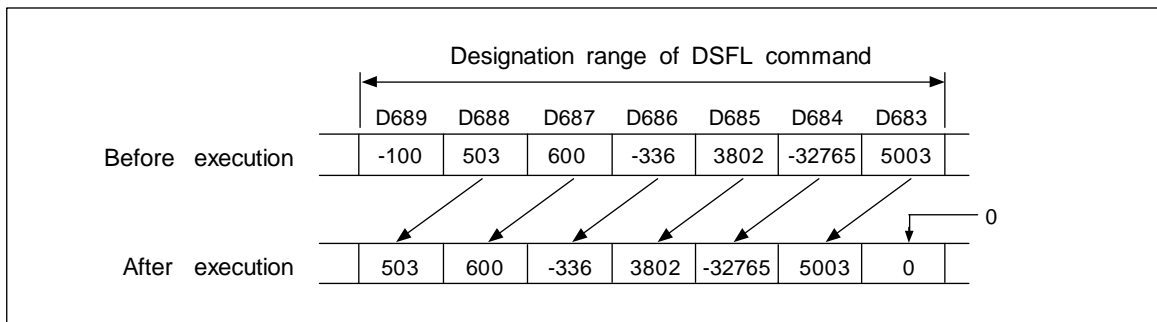 Designation range of DSFL command
D689 D688 D687 D686 D685 D684 D683
Before execution -100 503 600 -336 3802 -32765 5003
0
After execution 503 600 -336 3802 -32765 5003 0